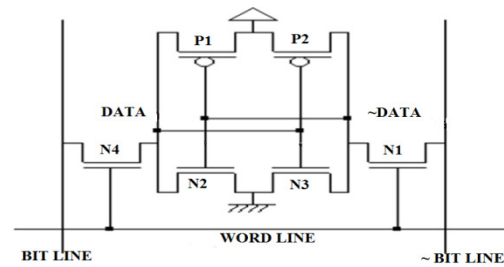 P1 P2
DATA ~DATA
N4 N2 N3 N1
WORD LINE
BIT LINE ~ BIT LINE